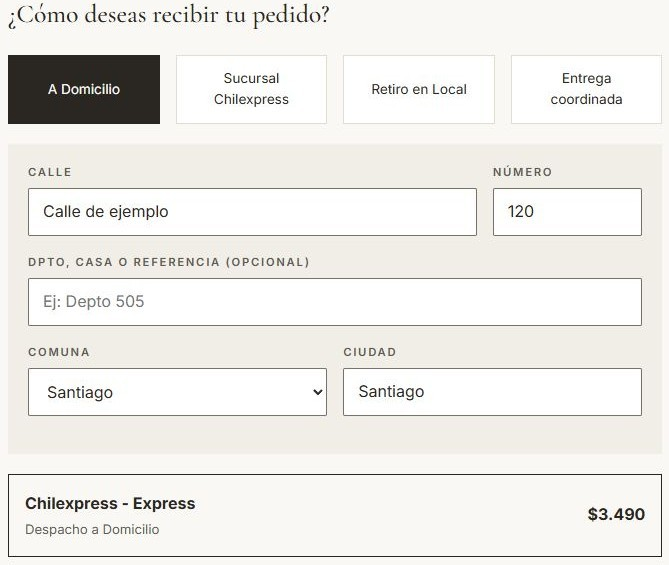 ¿Cómo deseas recibir tu pedido?
A Domicilio
Sucursal
Chilexpress
Retiro en Local
Entrega
coordinada
CALLE
NÚMERO
Calle de ejemplo
120
DPTO, CASA O REFERENCIA (OPCIONAL)
Ej: Depto 505
COMUNA
CIUDAD
Santiago
Santiago
Chilexpress - Express
Despacho a Domicilio
$3.490